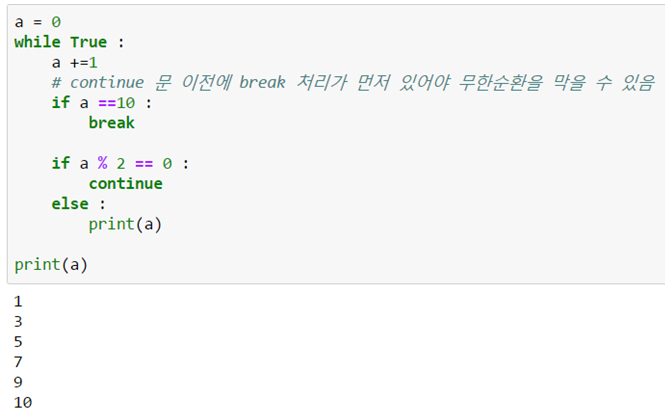 a = 0
while True :
    a +=1
    # continue 문 이전에 break 처리가 먼저 있어야 무한순환을 막을 수 있음
    if a ==10 :
        break

    if a % 2 == 0 :
        continue
    else :
        print(a)

print(a)
1
3
5
7
9
10